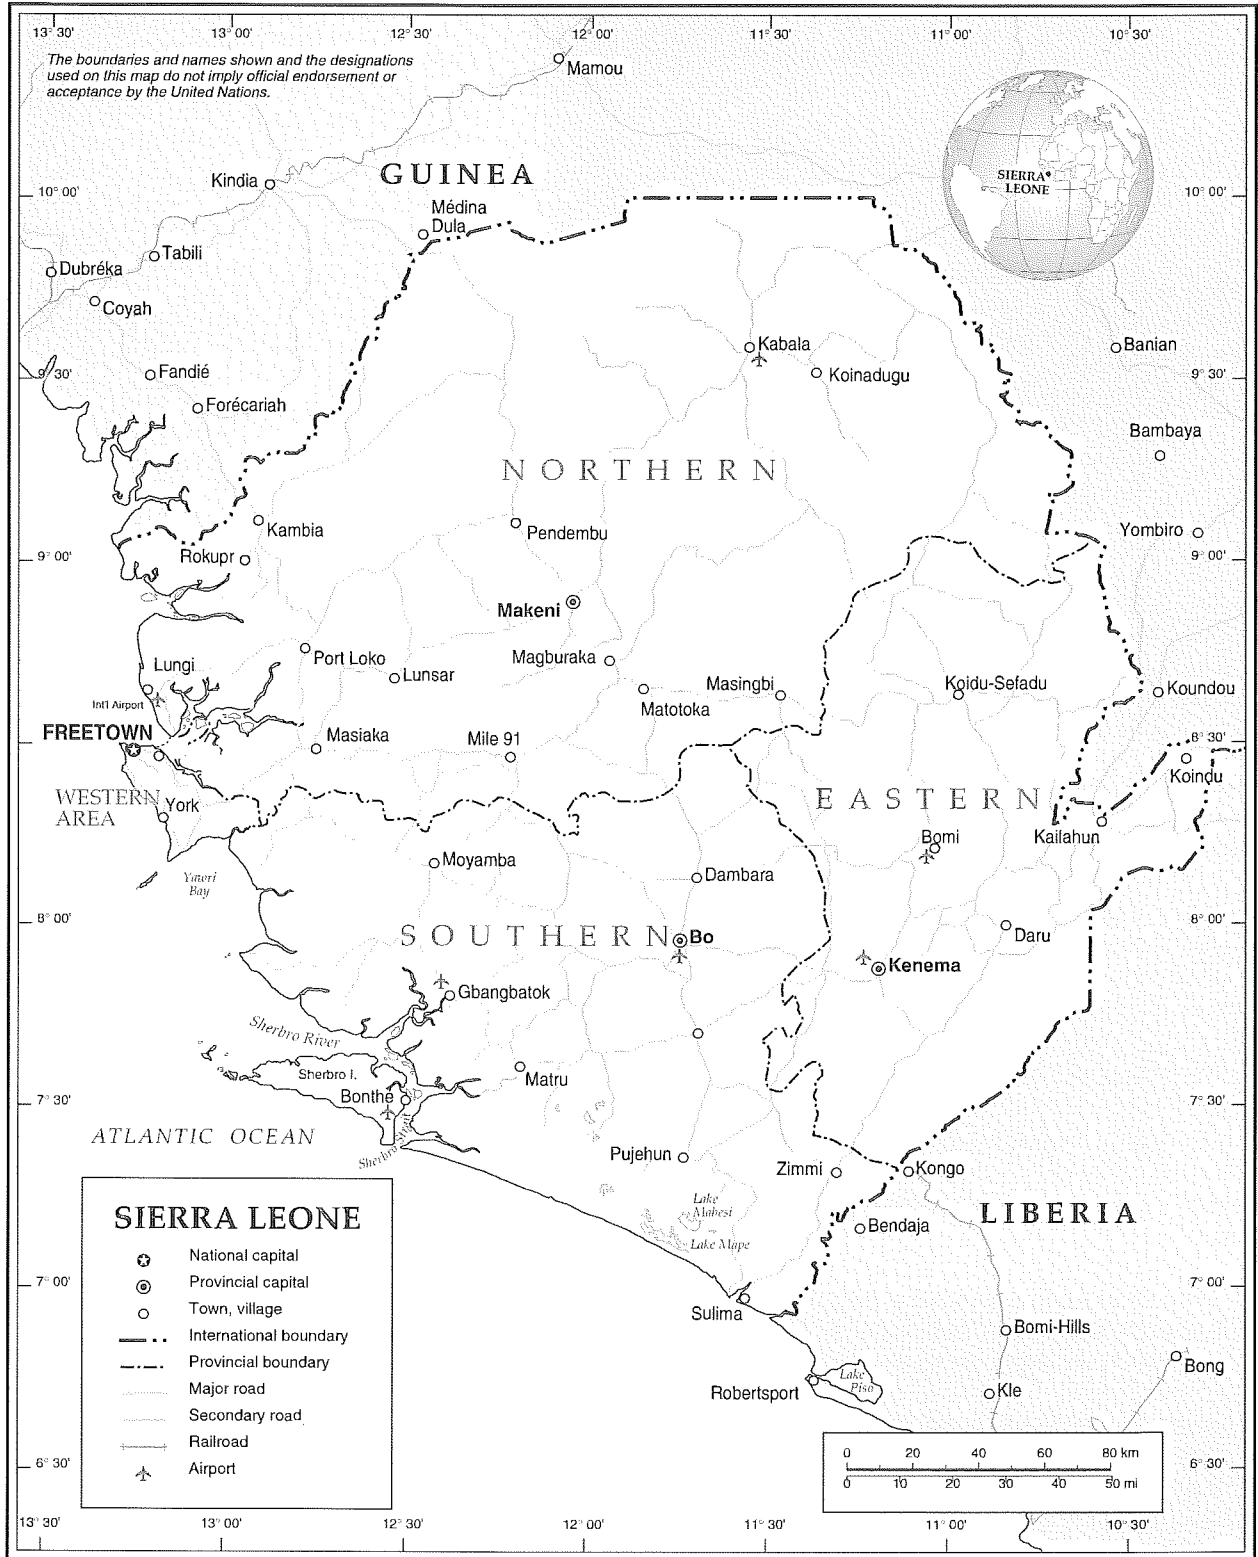 13° 30'
13° 00'
12° 30'
12° 00'
11° 30'
11° 00'
10° 30'
The boundaries and names shown and the designations
used on this map do not imply official endorsement or
acceptance by the United Nations.
Mamou
GUINEA
Kindia
SIERRA
LEONE
10° 00'
10° 00'
Médina
Dula
Tabili
Dubréka
Coyah
Kabala
Banian
Fandié
Koinadugu
9° 30'
9° 30'
Forécariah
Bambaya
NORTHERN
Kambia
Pendembu
Yombiro
Rokupr
9° 00'
9° 00'
Makeni
Port Loko
Magburaka
Lungi
Lunsar
Masingbi
Koidu-Sefadu
Koundou
Int'l Airport
Matotoka
FREETOWN
Masiaka
Mile 91
8° 30'
Koindu
WESTERN
AREA
York
EASTERN
Bomi
Kailahun
Moyamba
Dambara
Yawri
Bay
8° 00'
8° 00'
SOUTHERN
Bo
Daru
Kenema
Gbangbatok
Sherbro River
Sherbro I.
Matru
Bonthe
7° 30'
7° 30'
ATLANTIC OCEAN
Sherbro Strait
Pujehun
Zimmi
Kongo
Lake
Mabesi
LIBERIA
Bendaja
Lake Mape
7° 00'
7° 00'
Sulima
Bomi-Hills
Bong
Lake
Piso
Robertsport
Kle
SIERRA LEONE
National capital
Provincial capital
Town, village
International boundary
Provincial boundary
Major road
Secondary road
Railroad
Airport
0 20 40 60 80 km
0 10 20 30 40 50 mi
6° 30'
6° 30'
13° 30'
13° 00'
12° 30'
12° 00'
11° 30'
11° 00'
10° 30'